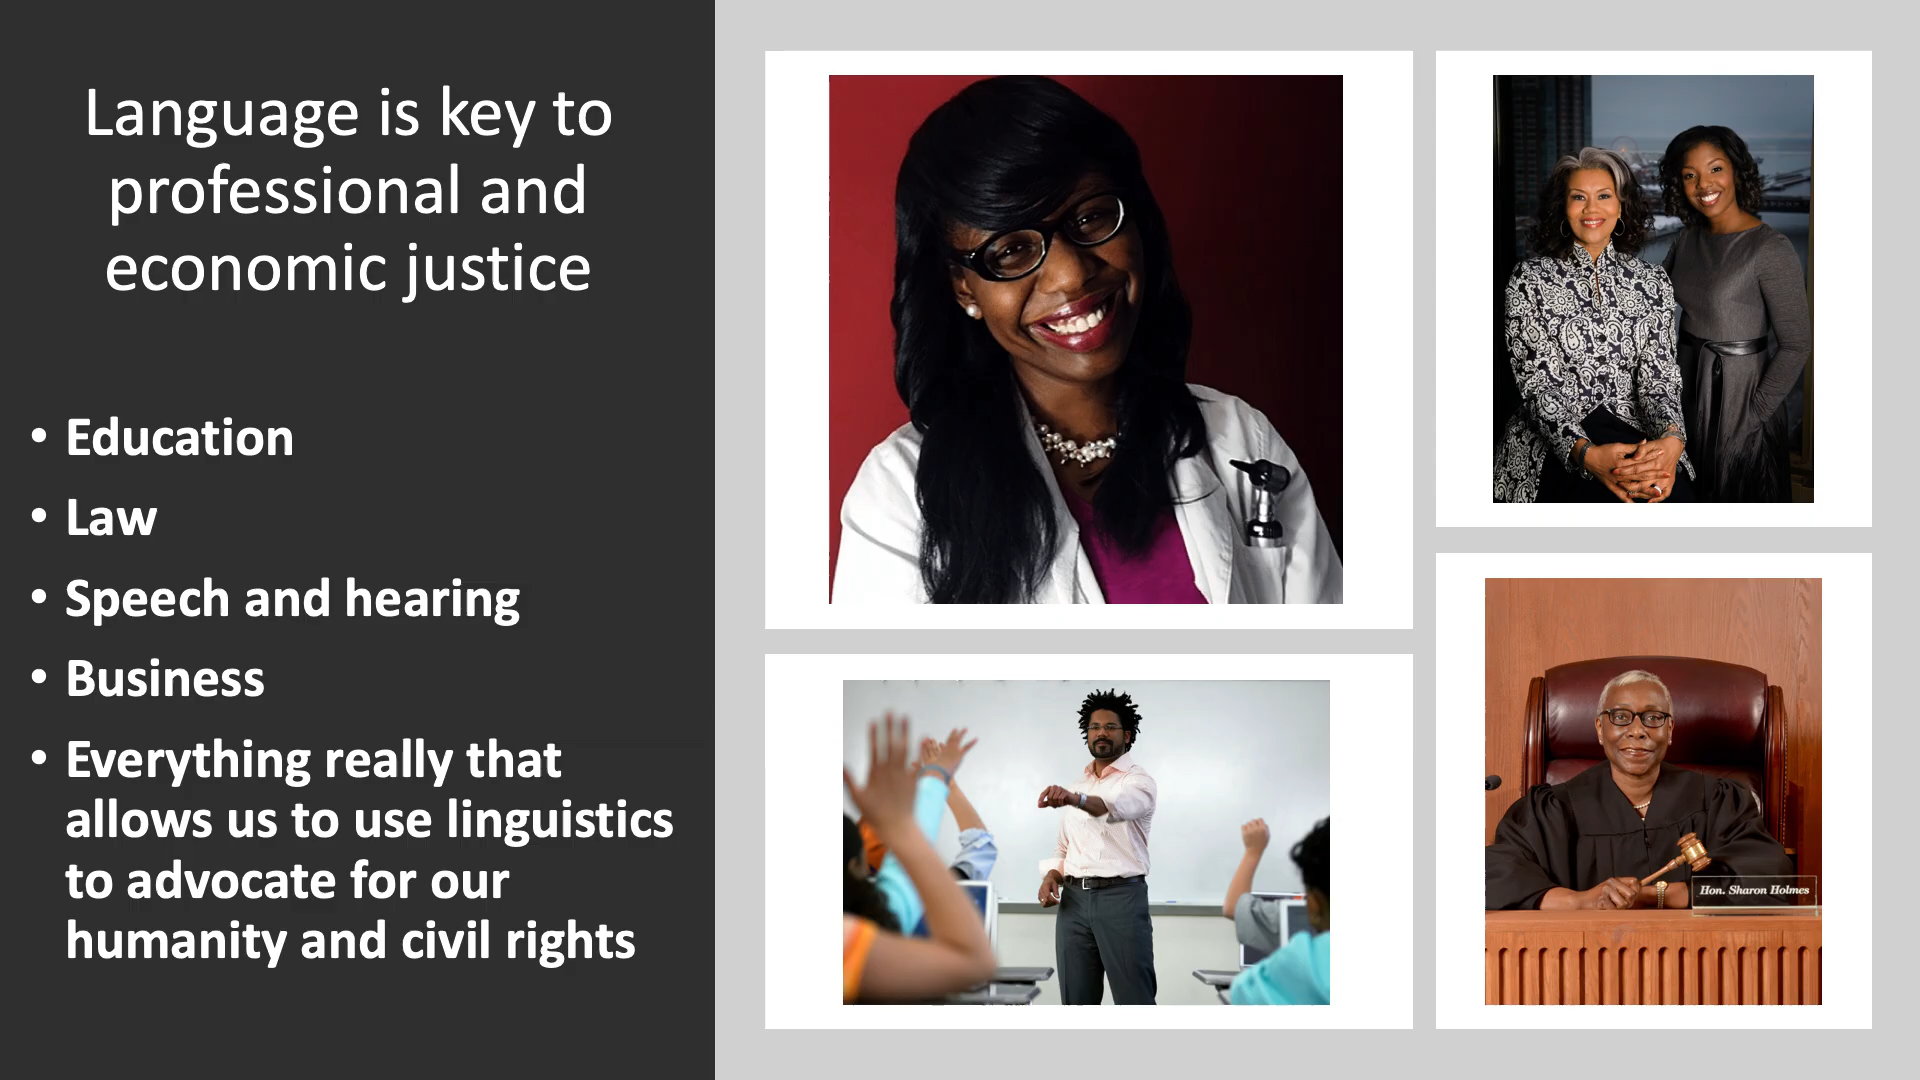 Language is key to
professional and
economic justice
• Education
• Law
• Speech and hearing
• Business
• Everything really that
allows us to use linguistics
to advocate for our
humanity and civil rights
Hon. Sharon Holmes